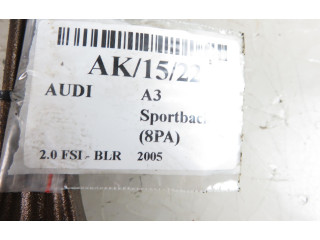 AK/15/22
AUDI A3
Sportbac
(8PA)
2.0 FSI - BLR 2005